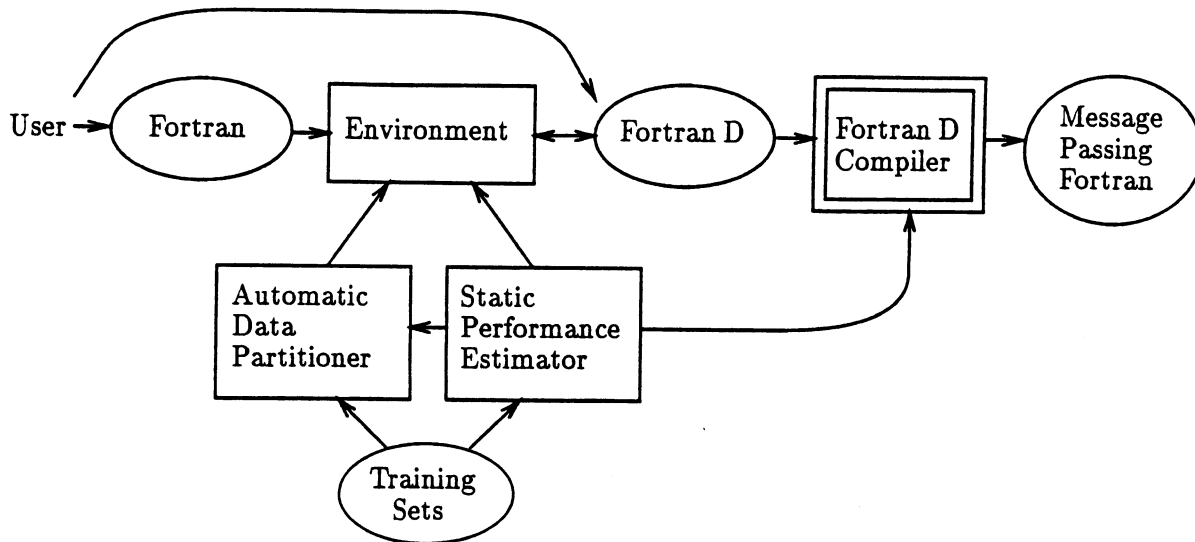 User
Fortran
Environment
Fortran D
Fortran D
Compiler
Message
Passing
Fortran
Automatic
Data
Partitioner
Static
Performance
Estimator
Training
Sets